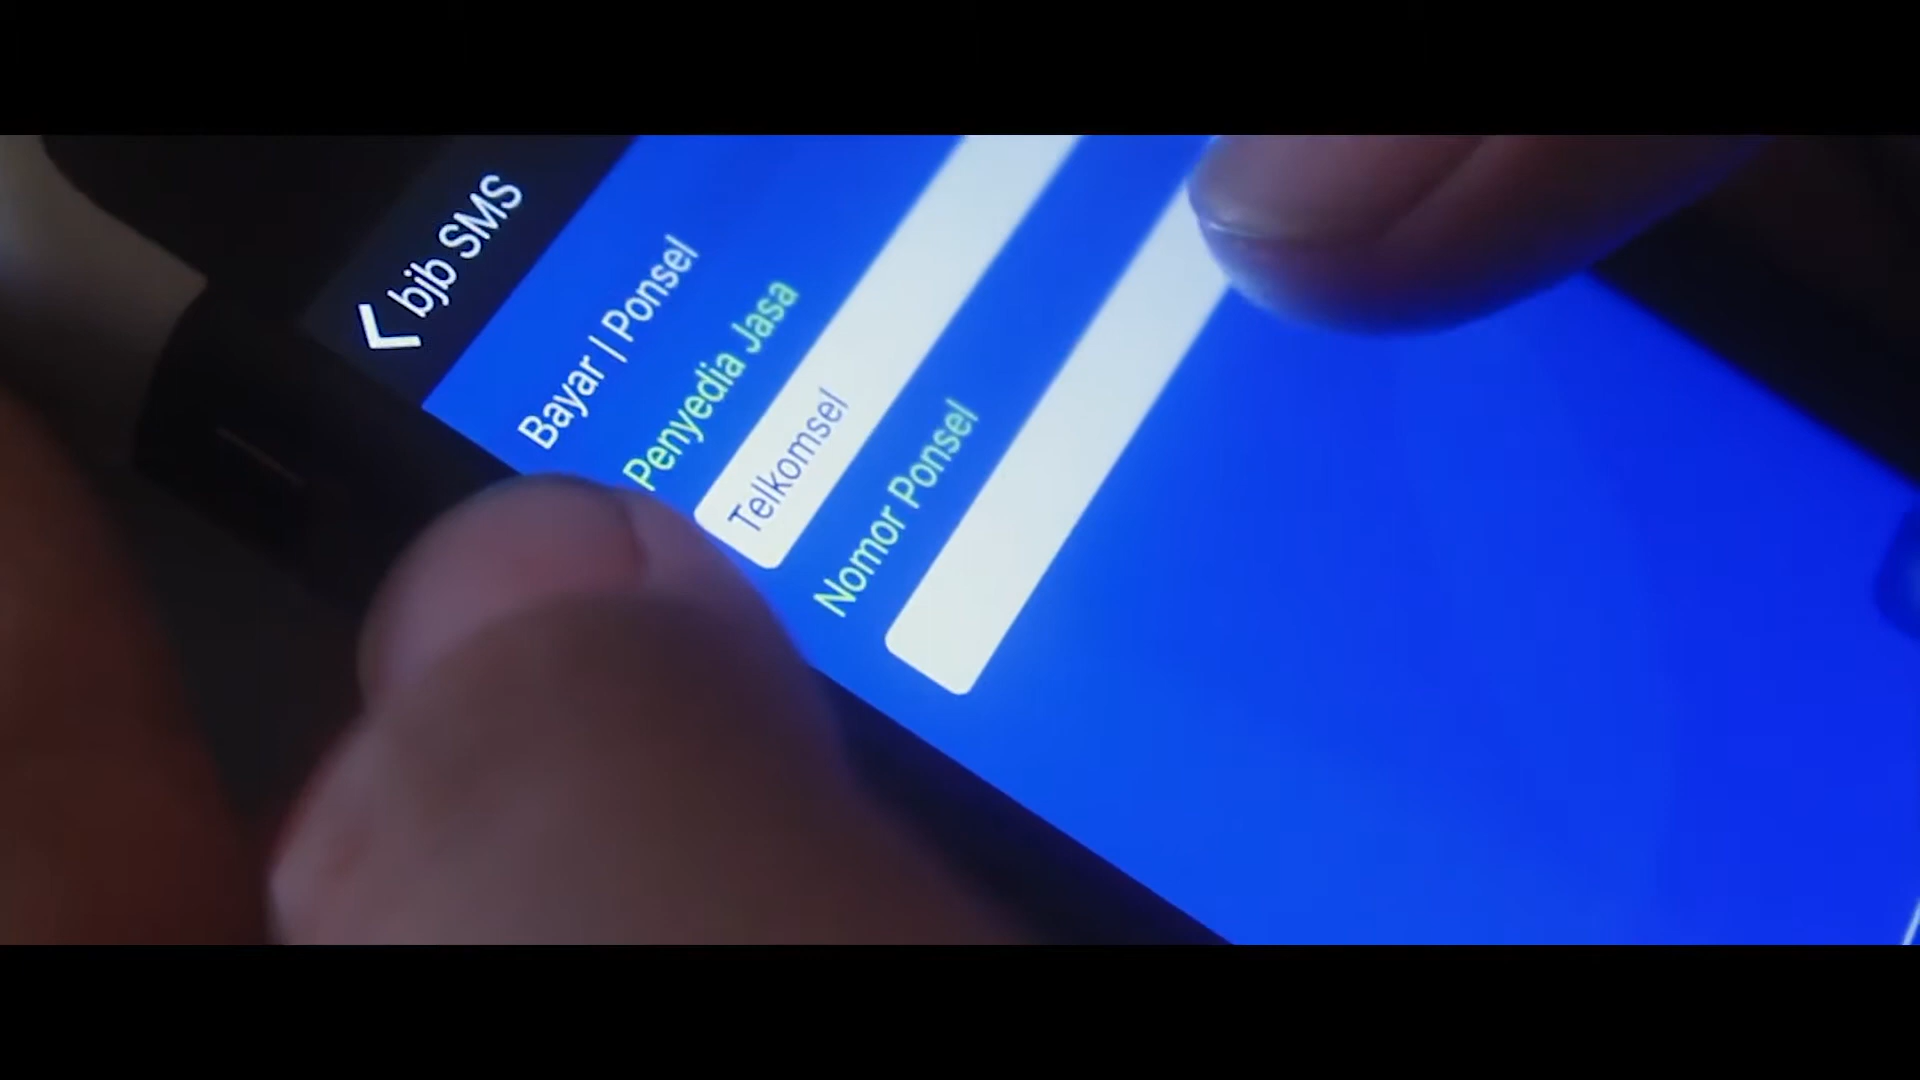 bjb SMS
Bayar | Ponsel
Penyedia Jasa
Telkomsel
Nomor Ponsel